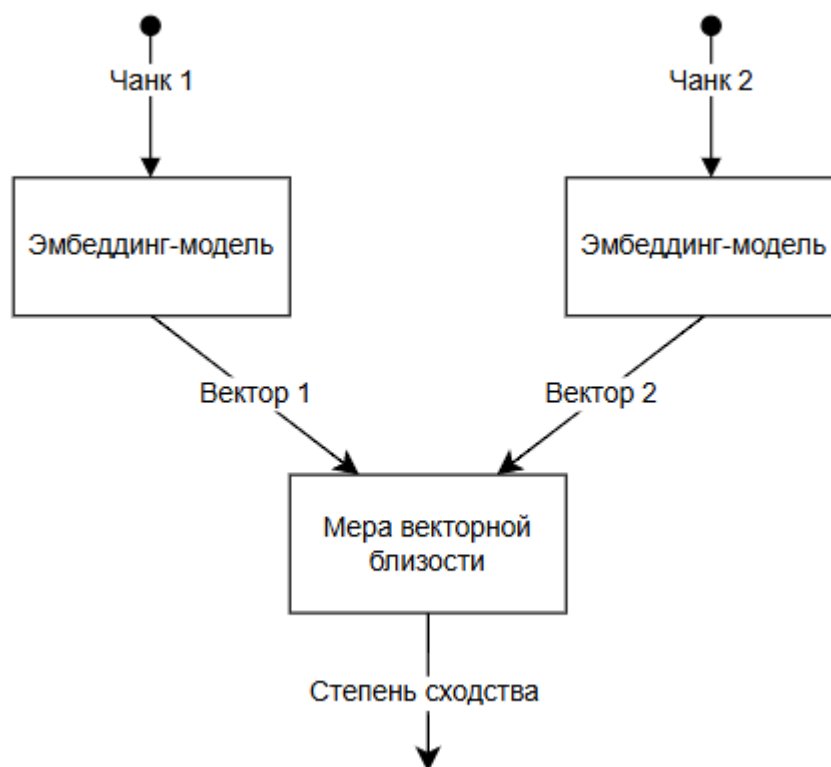 Чанк 1
Чанк 2
Эмбеддинг-модель
Эмбеддинг-модель
Вектор 1
Вектор 2
Мера векторной
близости
Степень сходства